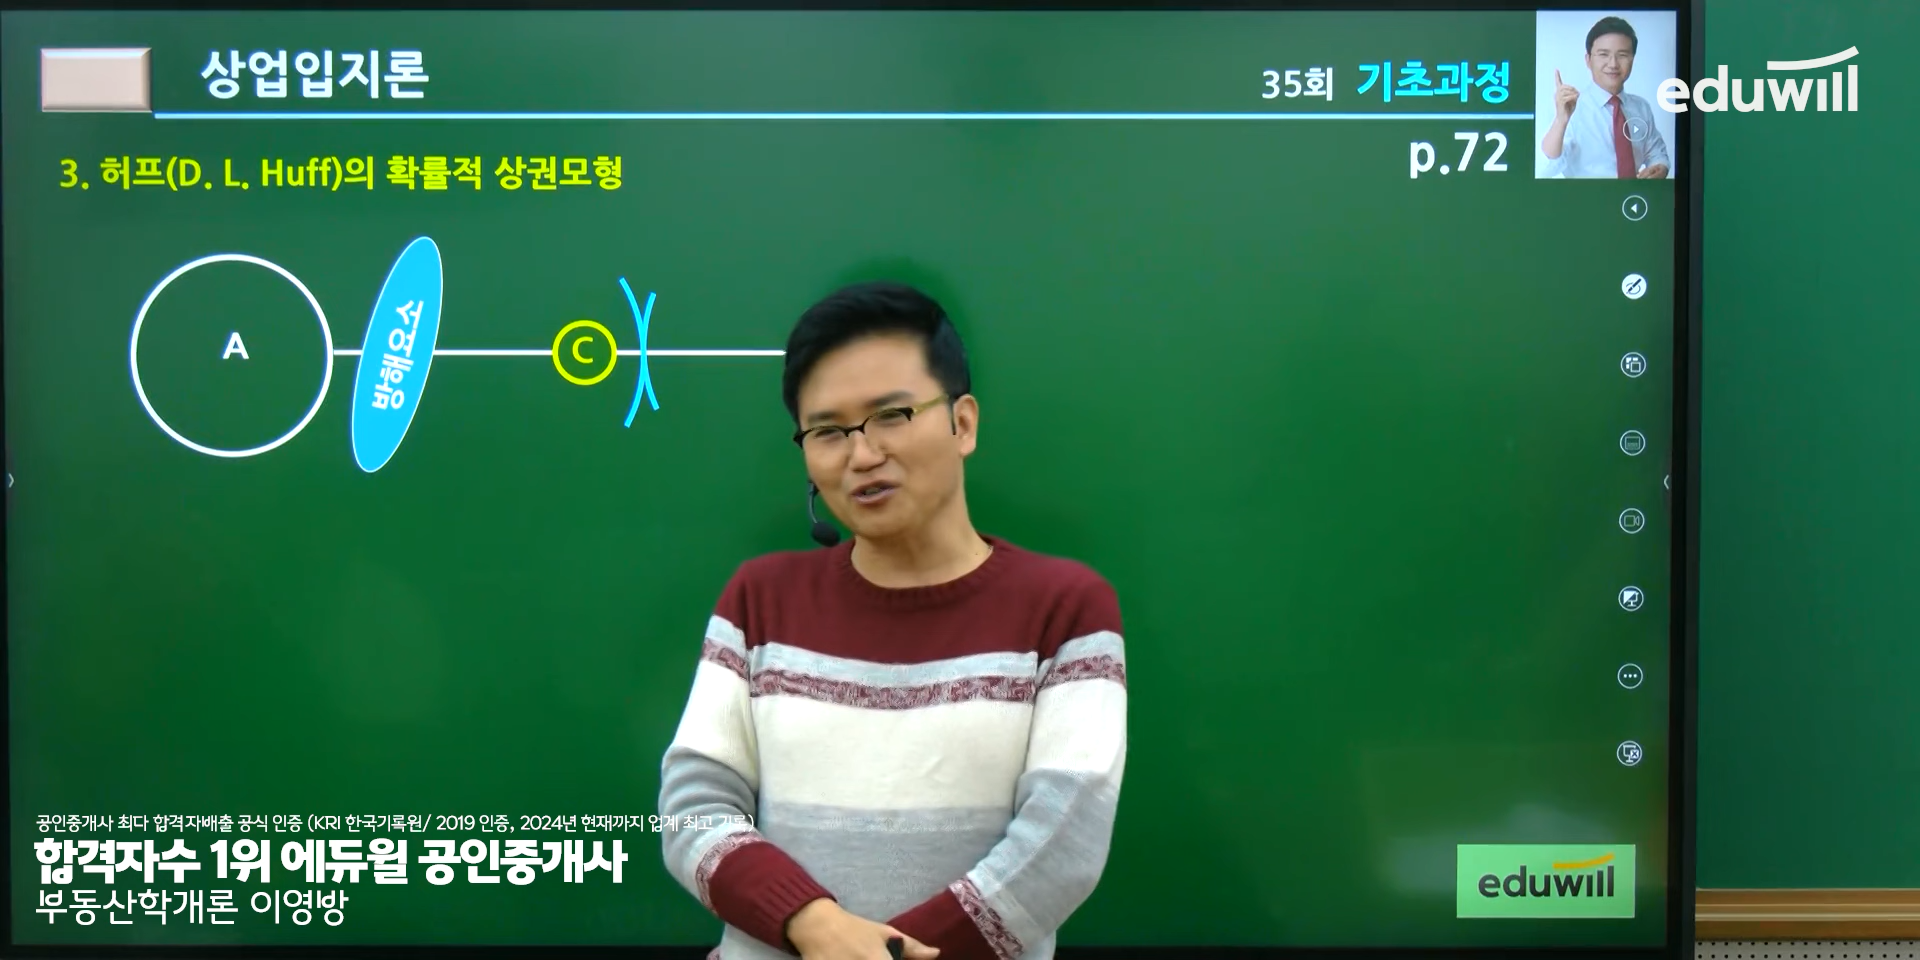 상업입지론
35회 기초과정
eduwill
p.72
3. 허프(D. L. Huff)의 확률적 상권모형
A
방해요소
C
공인중개사 최다 합격자배출 공식 인증 (KRI 한국기록원/ 2019 인증, 2024년 현재까지 업계 최고 기록)
합격자수 1위 에듀윌 공인중개사
부동산학개론 이영방
eduwill